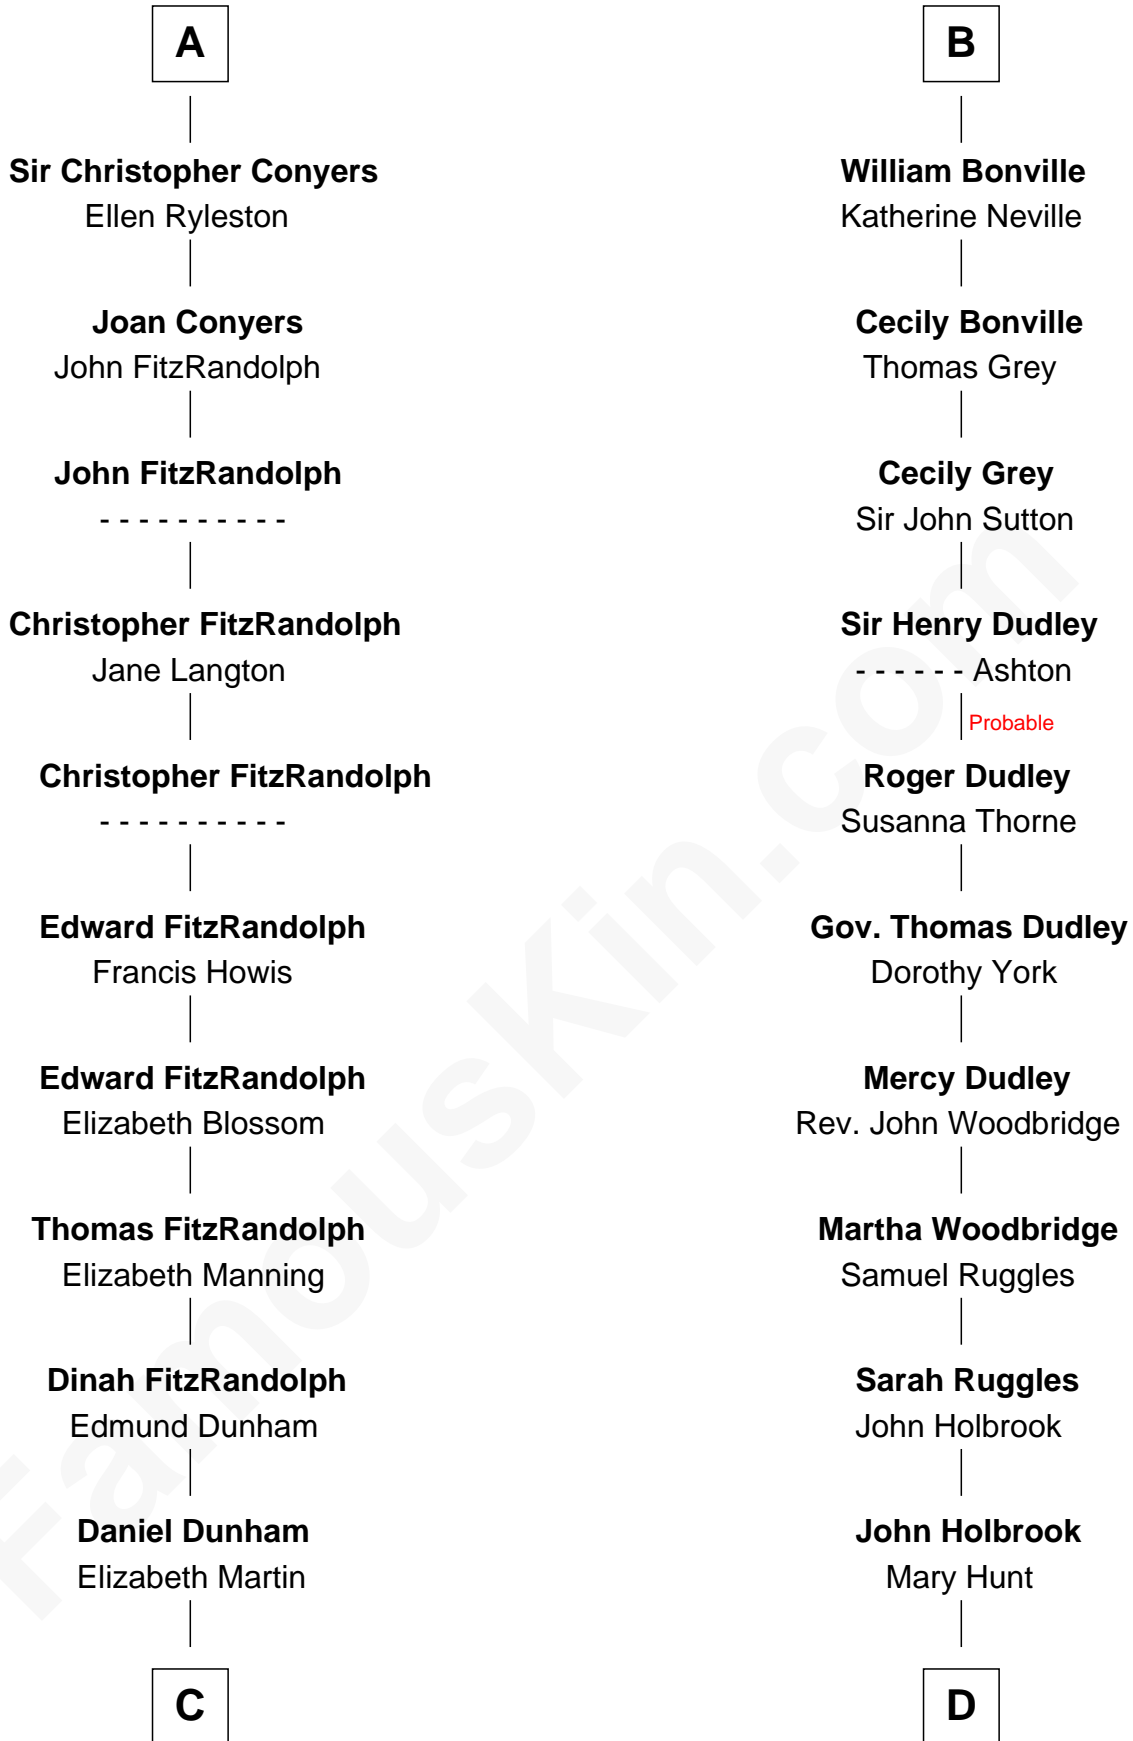 A
Sir Christopher Conyers
Ellen Ryleston
Joan Conyers
John FitzRandolph
John FitzRandolph
- - - - - - - - - -
Christopher FitzRandolph
Jane Langton
Christopher FitzRandolph
- - - - - - - - - -
Edward FitzRandolph
Francis Howis
Edward FitzRandolph
Elizabeth Blossom
Thomas FitzRandolph
Elizabeth Manning
Dinah FitzRandolph
Edmund Dunham
Daniel Dunham
Elizabeth Martin
C
B
William Bonville
Katherine Neville
Cecily Bonville
Thomas Grey
Cecily Grey
Sir John Sutton
Sir Henry Dudley
- - - - - - Ashton
Probable
Roger Dudley
Susanna Thorne
Gov. Thomas Dudley
Dorothy York
Mercy Dudley
Rev. John Woodbridge
Martha Woodbridge
Samuel Ruggles
Sarah Ruggles
John Holbrook
John Holbrook
Mary Hunt
D
FamousKin.com